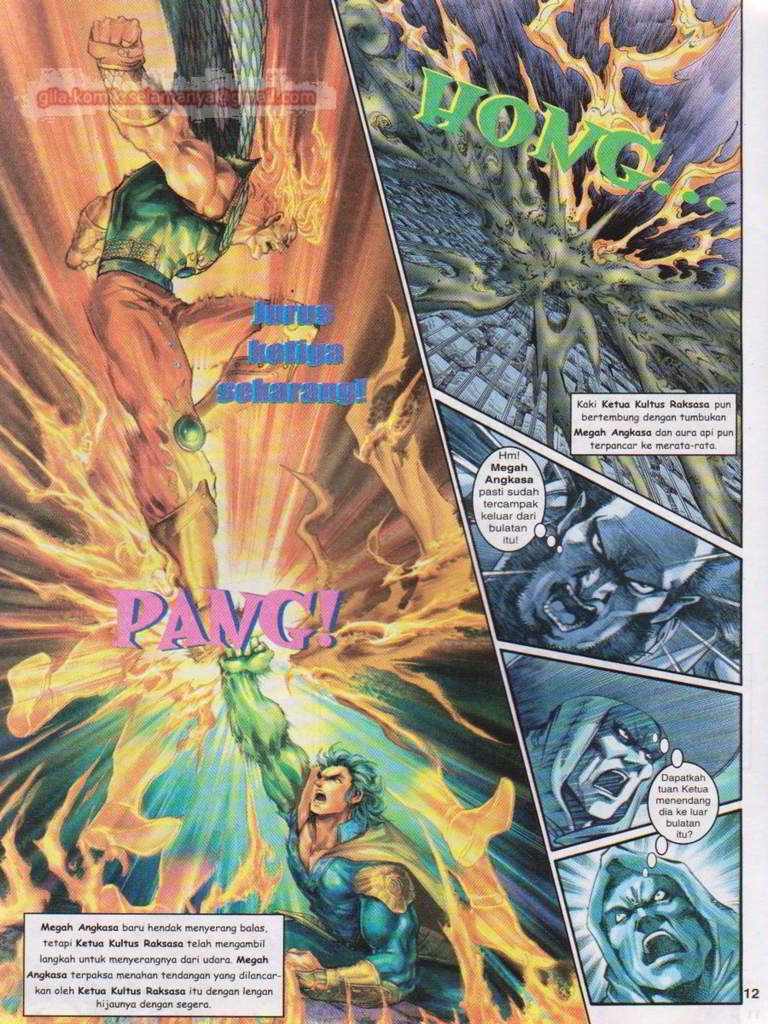 gila.komik.selamanya@gmail.com
Jurus
ketiga
sekarang!
PANG!
Megah Angkasa baru hendak menyerang balas,
tetapi Ketua Kultus Raksasa telah mengambil
langkah untuk menyerangnya dari udara. Megah
Angkasa terpaksa menahan tendangan yang dilancar-
kan oleh Ketua Kultus Raksasa itu dengan lengan
hijaunya dengan segera.
HONG...
Kaki Ketua Kultus Raksasa pun
bertembung dengan tumbukan
Megah Angkasa dan aura api pun
terpancar ke merata-rata.
Hm!
Megah
Angkasa
pasti sudah
tercampak
keluar dari
bulatan
itu!
Dapatkah
tuan Ketua
menendang
dia ke luar
bulatan
itu?
12